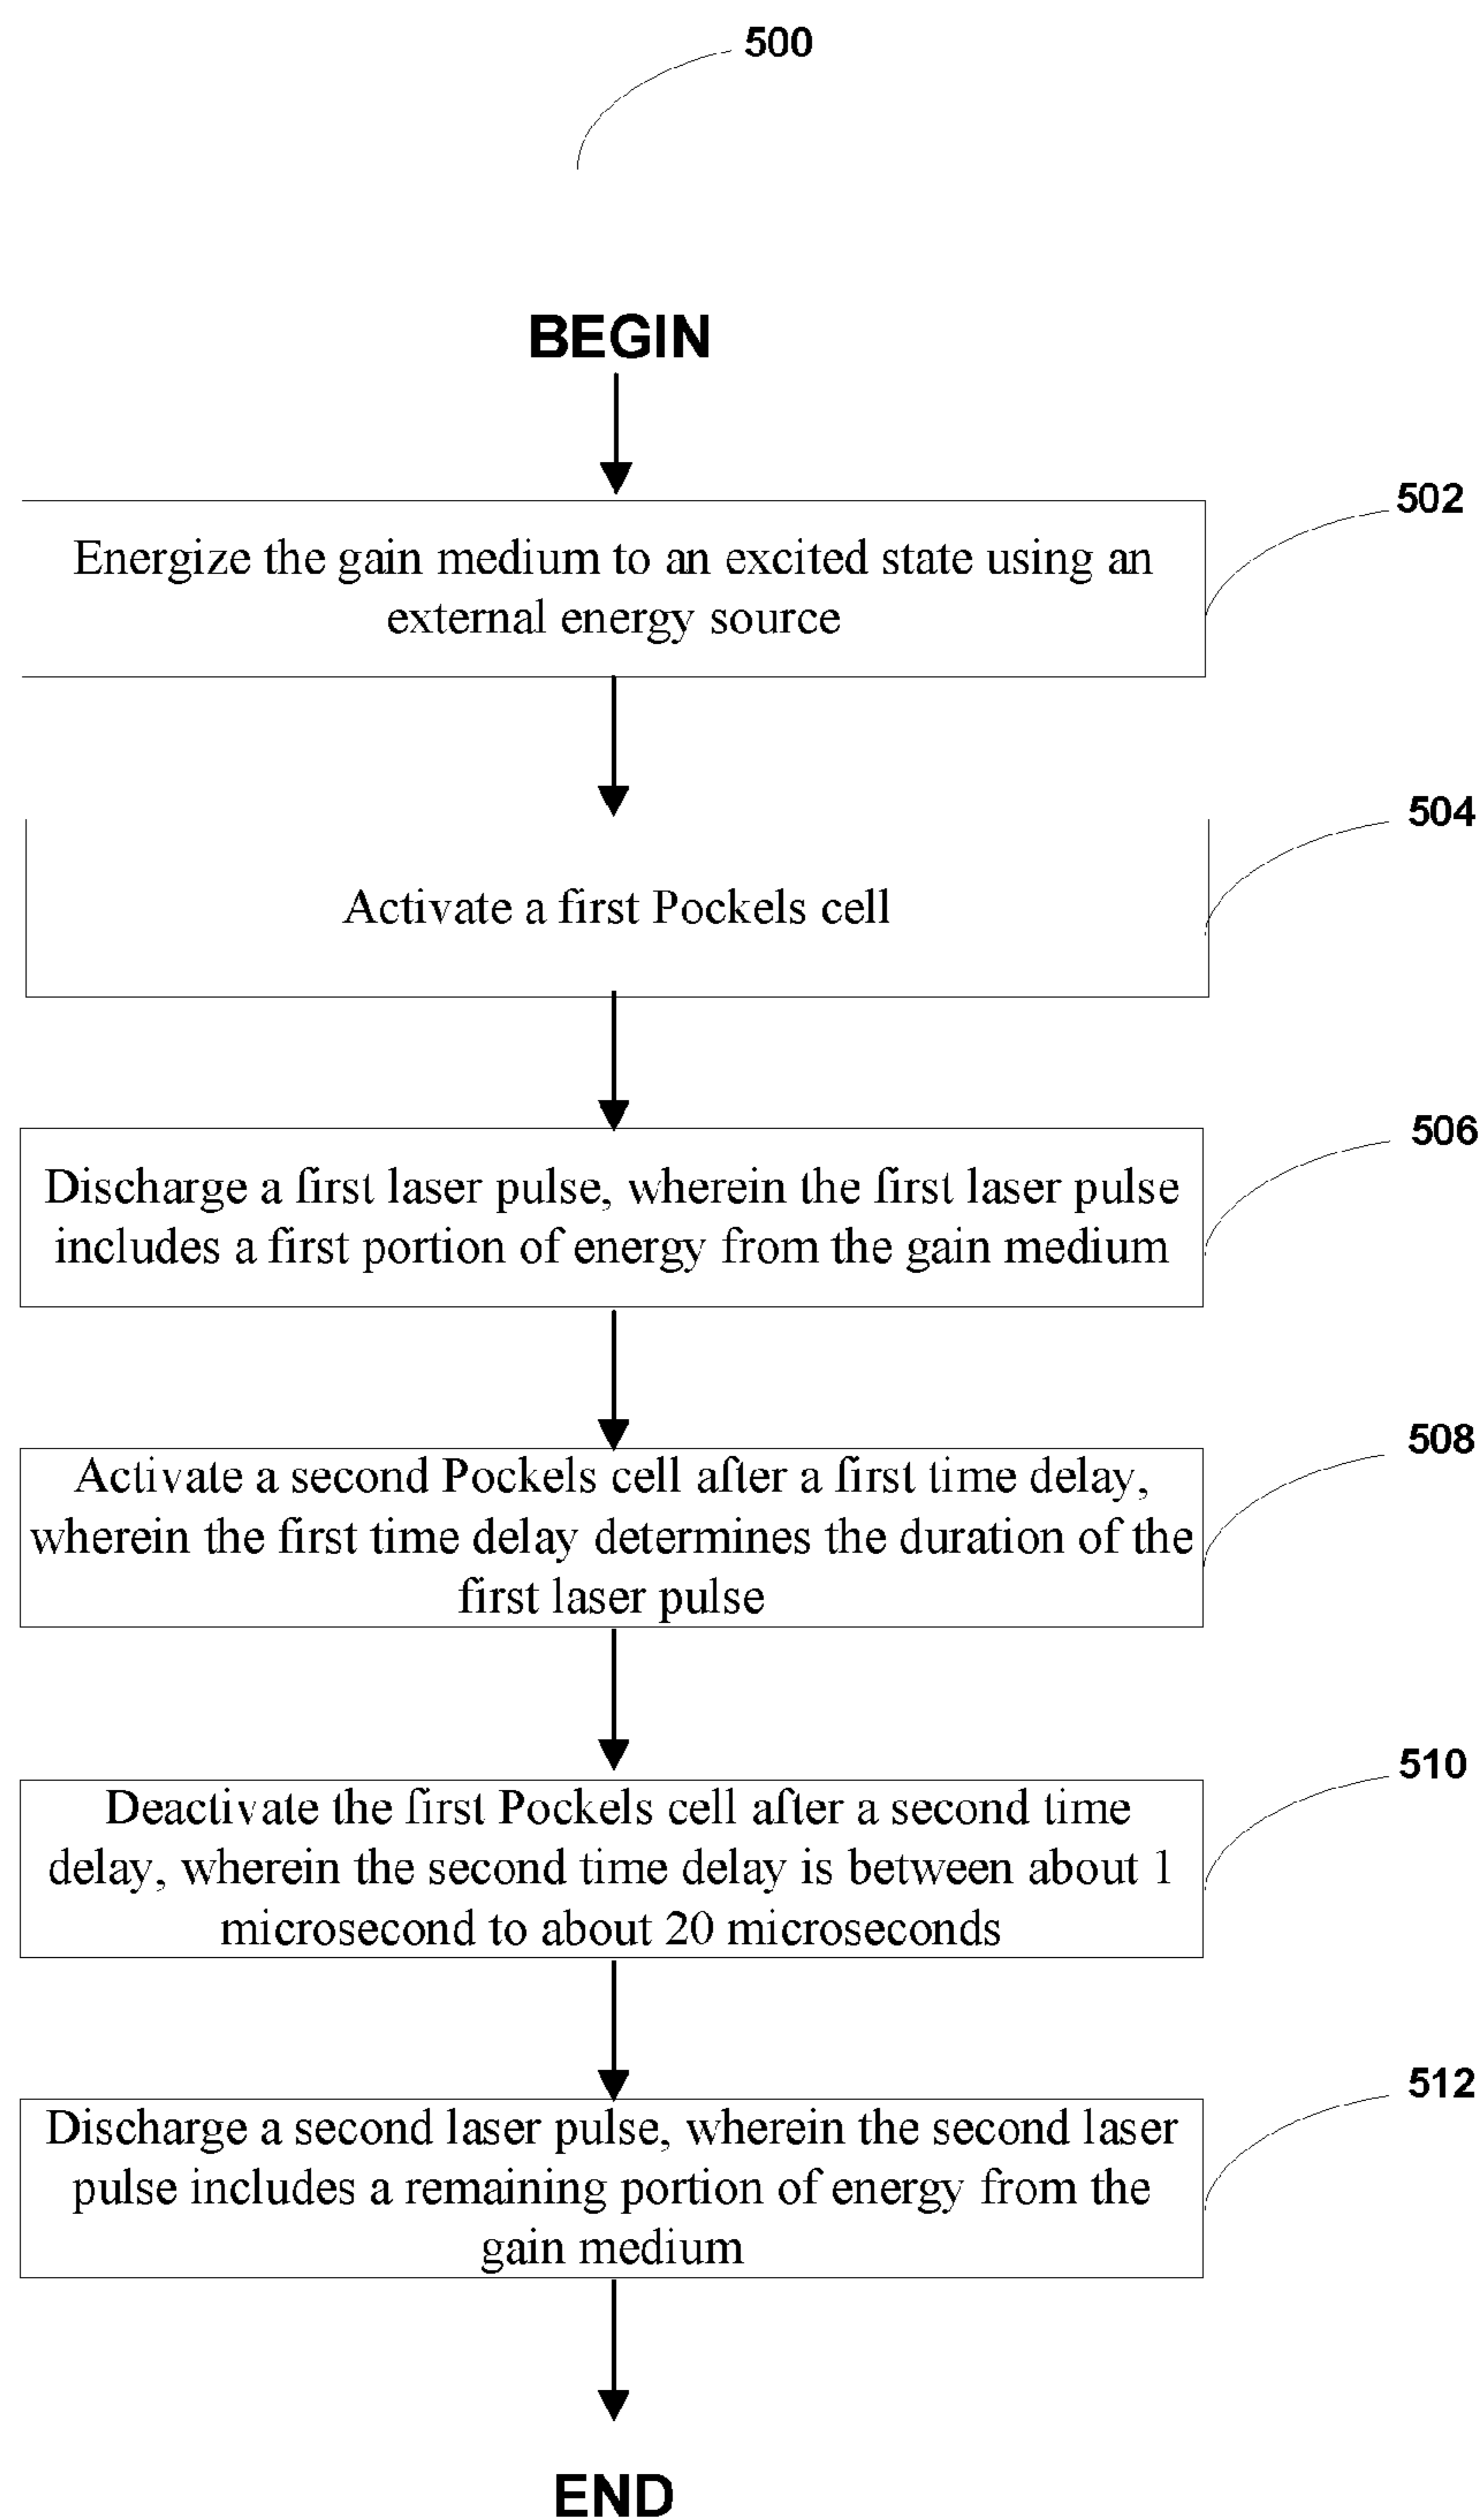 500
BEGIN
502
Energize the gain medium to an excited state using an
external energy source
504
Activate a first Pockels cell
506
Discharge a first laser pulse, wherein the first laser pulse
includes a first portion of energy from the gain medium
508
Activate a second Pockels cell after a first time delay,
wherein the first time delay determines the duration of the
first laser pulse
510
Deactivate the first Pockels cell after a second time
delay, wherein the second time delay is between about 1
microsecond to about 20 microseconds
512
Discharge a second laser pulse, wherein the second laser
pulse includes a remaining portion of energy from the
gain medium
END